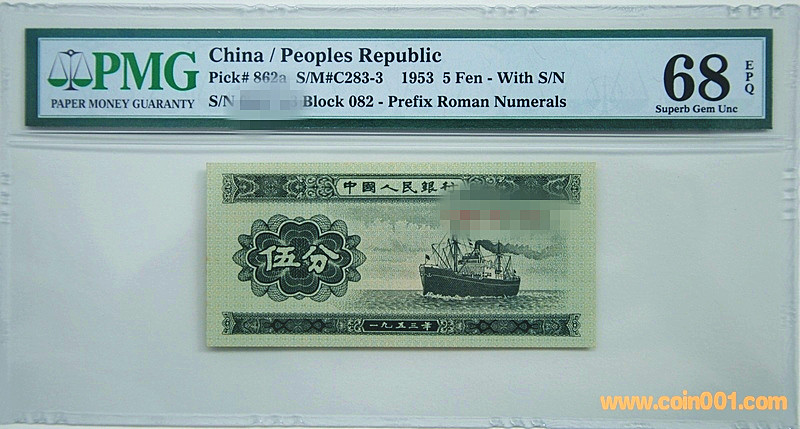 PMG
PAPER MONEY GUARANTY
China / Peoples Republic
Pick# 862a S/M#C283-3 1953 5 Fen - With S/N
S/N Block 082 - Prefix Roman Numerals
68 EPQ
Superb Gem Unc
中國人民銀行
伍分
一九五三年
www.coin001.com